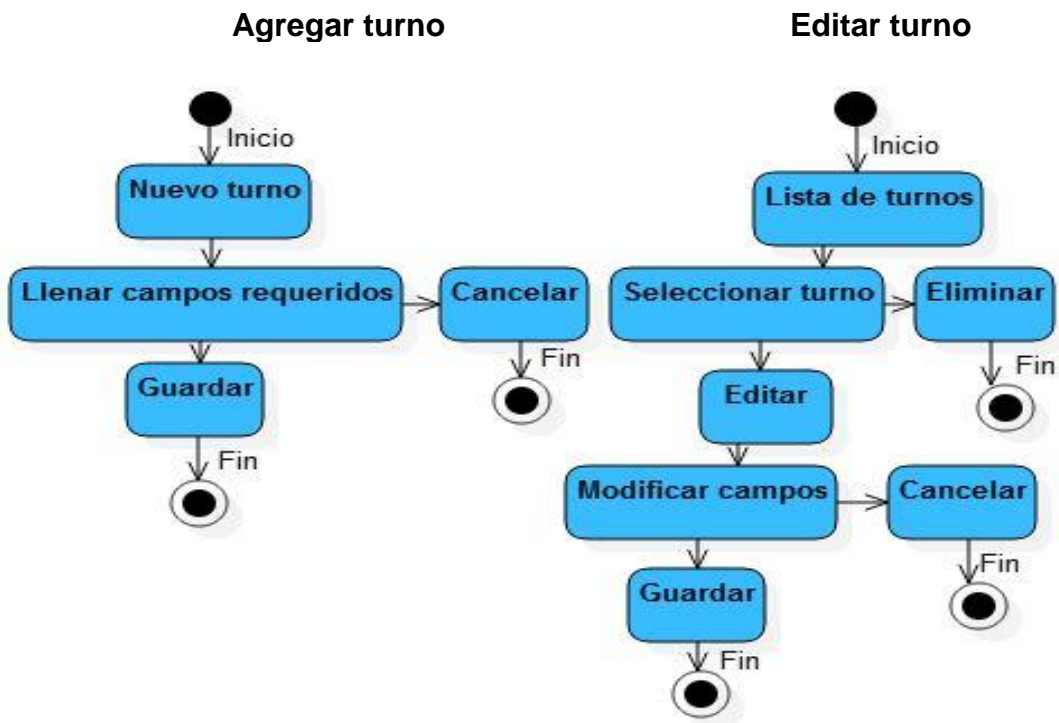 Agregar turno
Inicio
Nuevo turno
Llenar campos requeridos
Cancelar
Fin
Guardar
Fin
Editar turno
Inicio
Lista de turnos
Seleccionar turno
Eliminar
Fin
Editar
Modificar campos
Cancelar
Fin
Guardar
Fin